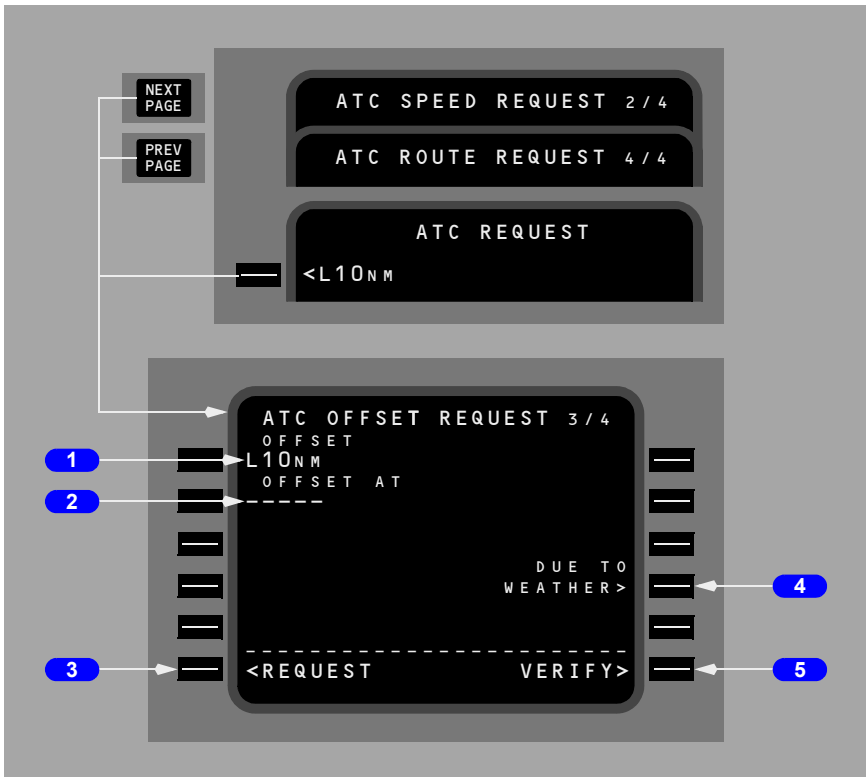 NEXT
PAGE
ATC SPEED REQUEST 2/4
PREV
PAGE
ATC ROUTE REQUEST 4/4
ATC REQUEST
<L10NM
ATC OFFSET REQUEST 3/4
OFFSET
1
L10NM
OFFSET AT
2
-----
DUE TO
WEATHER>
4
------------------------
3
<REQUEST VERIFY>
5